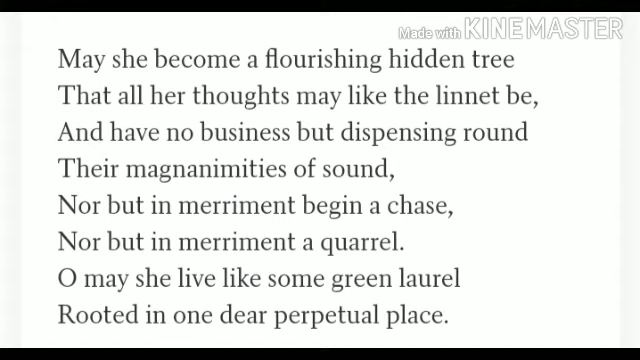 Made with KINEMASTER
May she become a flourishing hidden tree
That all her thoughts may like the linnet be,
And have no business but dispensing round
Their magnanimities of sound,
Nor but in merriment begin a chase,
Nor but in merriment a quarrel.
O may she live like some green laurel
Rooted in one dear perpetual place.